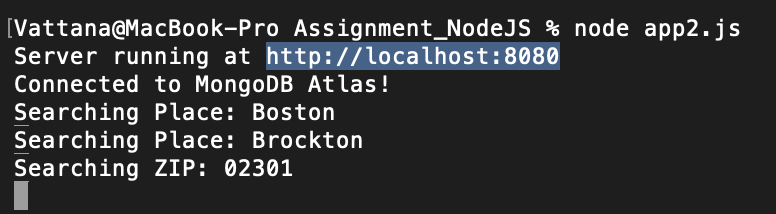 [Vattana@MacBook-Pro Assignment_NodeJS % node app2.js
Server running at http://localhost:8080
Connected to MongoDB Atlas!
Searching Place: Boston
Searching Place: Brockton
Searching ZIP: 02301